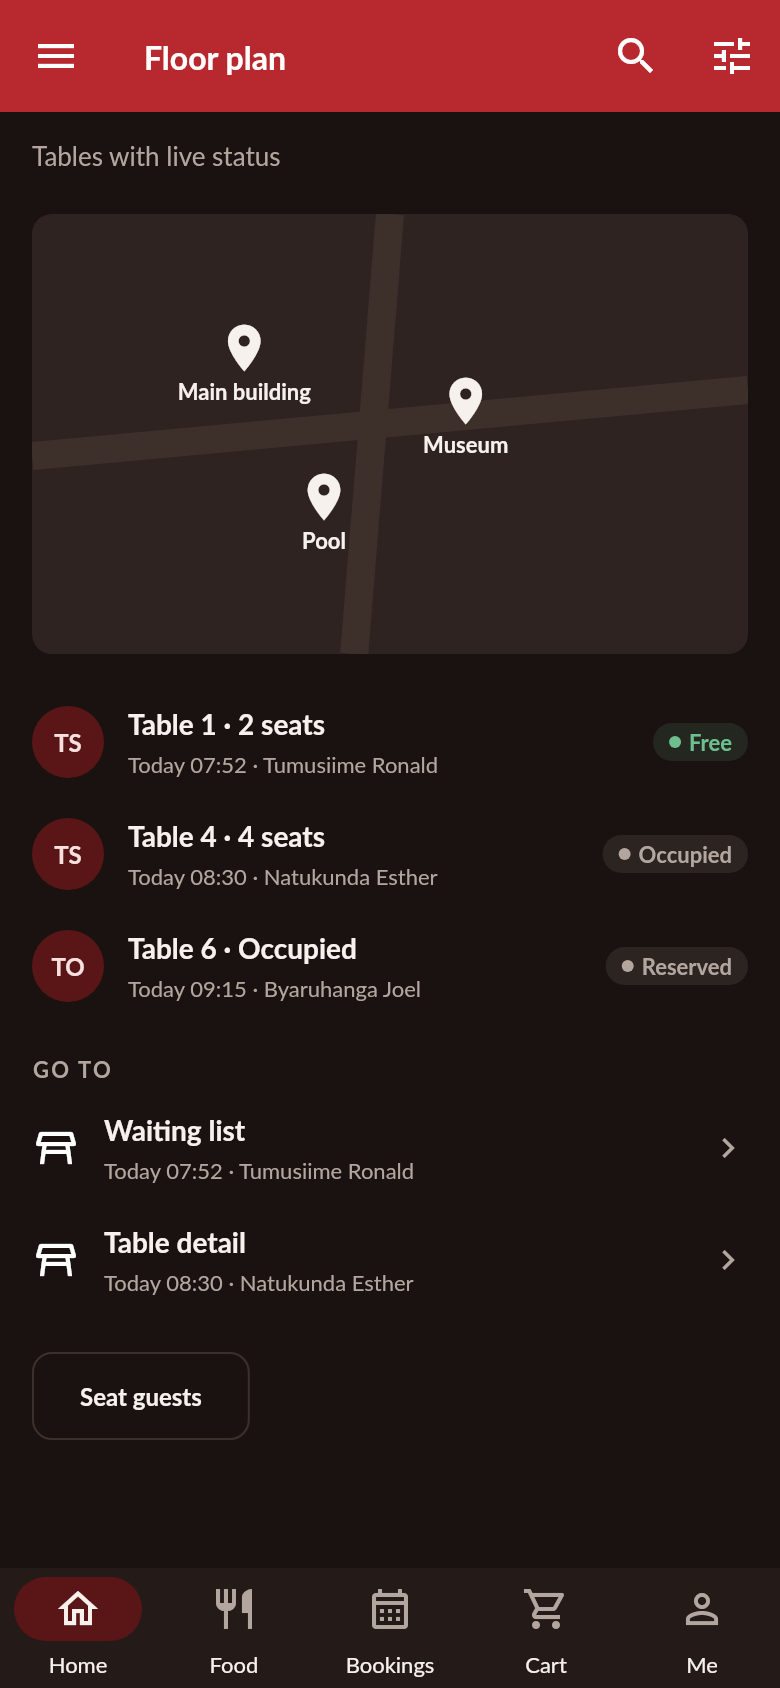 Floor plan
Tables with live status
Main building
Museum
Pool
TS
Table 1 · 2 seats
Today 07:52 · Tumusiime Ronald
Free
TS
Table 4 · 4 seats
Today 08:30 · Natukunda Esther
Occupied
TO
Table 6 · Occupied
Today 09:15 · Byaruhanga Joel
Reserved
GO TO
Waiting list
Today 07:52 · Tumusiime Ronald
Table detail
Today 08:30 · Natukunda Esther
Seat guests
Home
Food
Bookings
Cart
Me